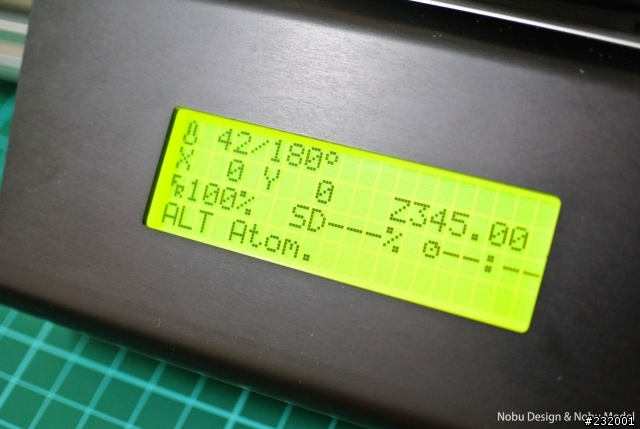 42/180°
X 0 Y 0 Z345.00
100% SD---% --:--
ALT Atom.
Nobu Design & Nobu Model
#232001